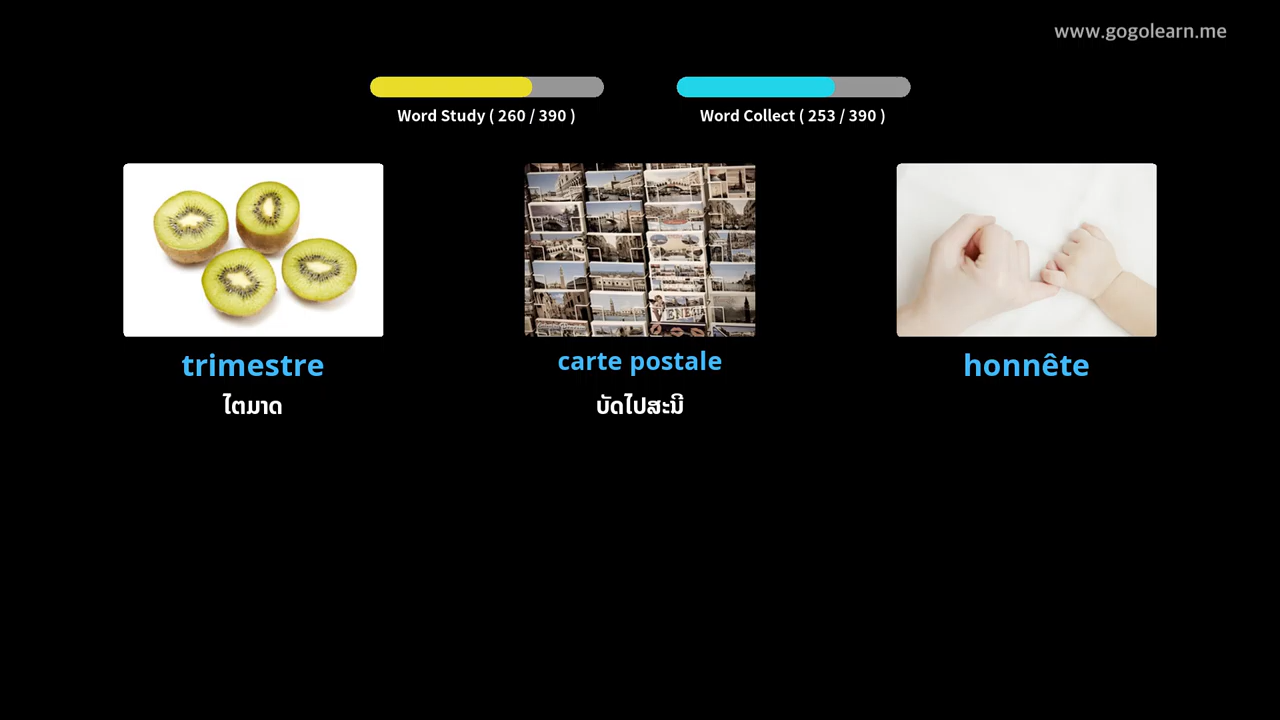 www.gogolearn.me
Word Study ( 260 / 390 )
Word Collect ( 253 / 390 )
trimestre
carte postale
honnête
ໄຕມາດ
ບັດໄປສະນີ
VENEZ